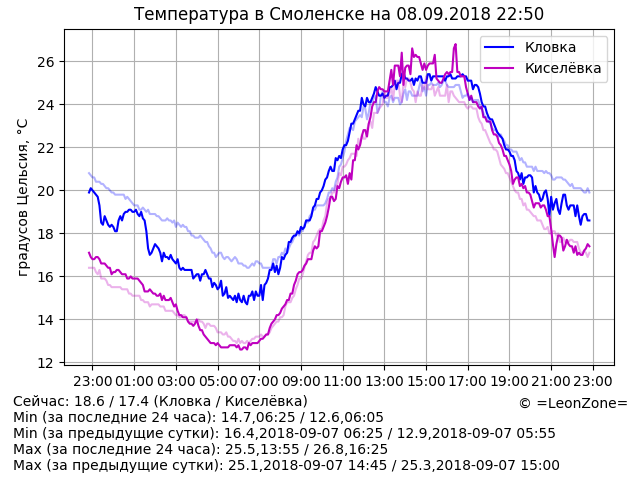 Температура в Смоленске на 08.09.2018 22:50
Кловка
Киселёвка
градусов Цельсия, °C
26
24
22
20
18
16
14
12
23:00 01:00 03:00 05:00 07:00 09:00 11:00 13:00 15:00 17:00 19:00 21:00 23:00
Сейчас: 18.6 / 17.4 (Кловка / Киселёвка)
© =LeonZone=
Min (за последние 24 часа): 14.7,06:25 / 12.6,06:05
Min (за предыдущие сутки): 16.4,2018-09-07 06:25 / 12.9,2018-09-07 05:55
Max (за последние 24 часа): 25.5,13:55 / 26.8,16:25
Max (за предыдущие сутки): 25.1,2018-09-07 14:45 / 25.3,2018-09-07 15:00